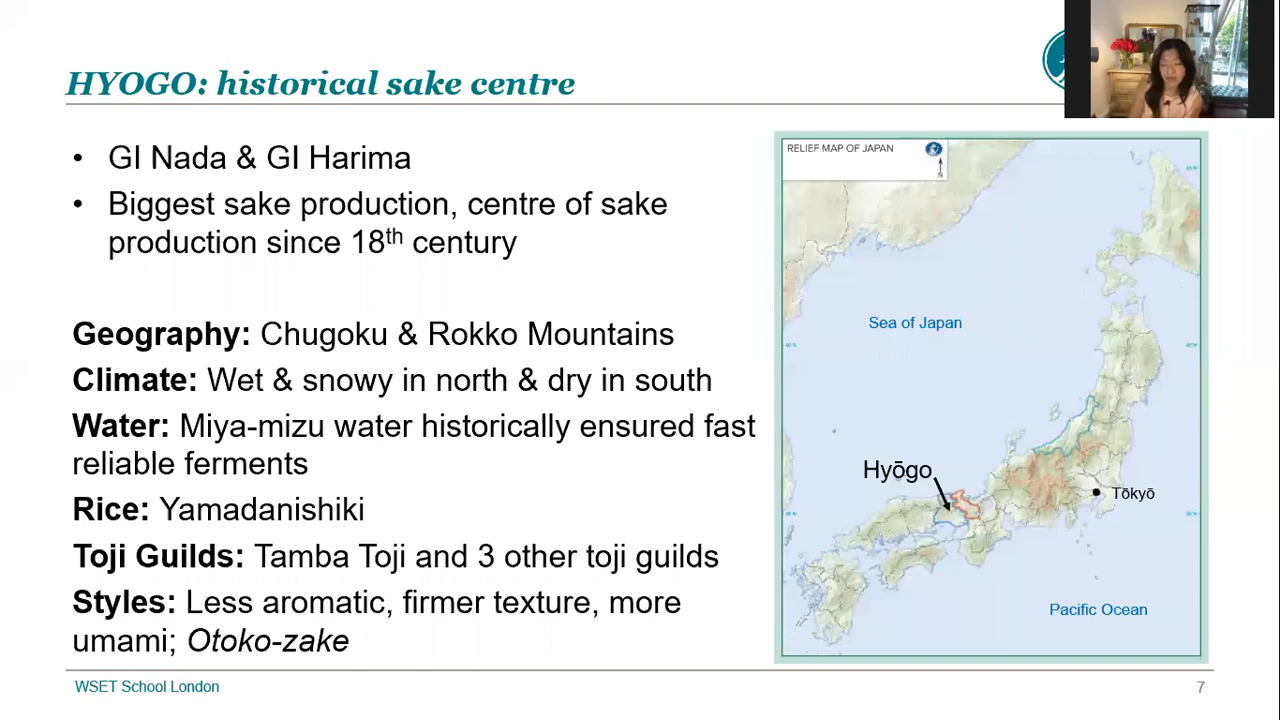 HYOGO: historical sake centre
• GI Nada & GI Harima
• Biggest sake production, centre of sake
production since 18th century
Geography: Chugoku & Rokko Mountains
Climate: Wet & snowy in north & dry in south
Water: Miya-mizu water historically ensured fast
reliable ferments
Rice: Yamadanishiki
Toji Guilds: Tamba Toji and 3 other toji guilds
Styles: Less aromatic, firmer texture, more
umami; Otoko-zake
RELIEF MAP OF JAPAN
N
Sea of Japan
Hyōgo
Tōkyō
Pacific Ocean
WSET School London
7